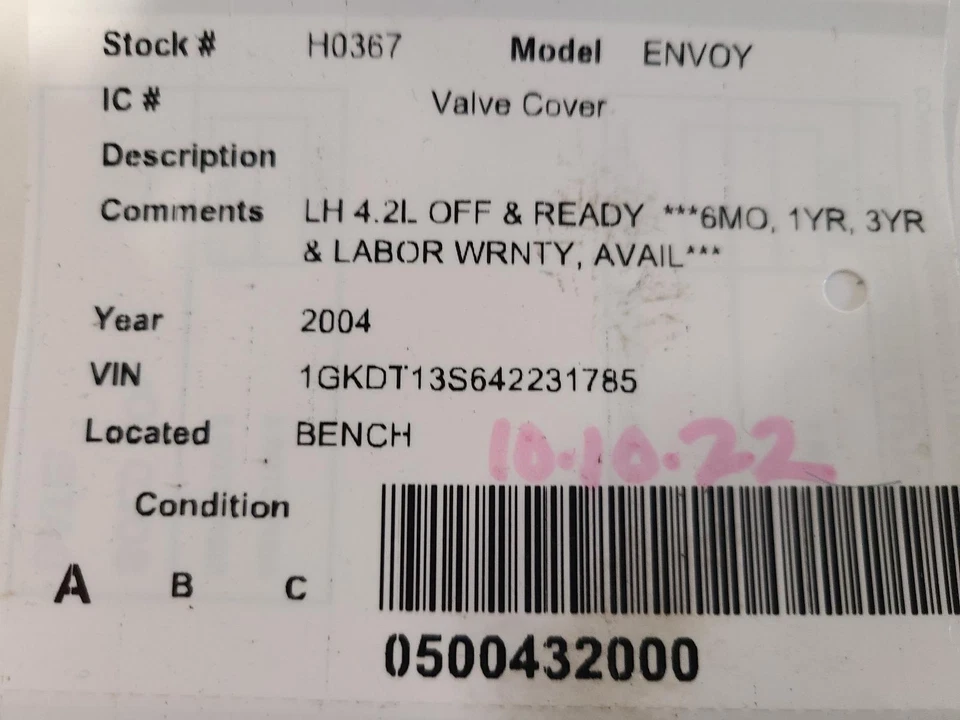 Stock # H0367 Model ENVOY
IC # Valve Cover
Description
Comments LH 4.2L OFF & READY ***6MO, 1YR, 3YR
& LABOR WRNTY, AVAIL***
Year 2004
VIN 1GKDT13S642231785
Located BENCH 10.10.22
Condition
A B C
0500432000